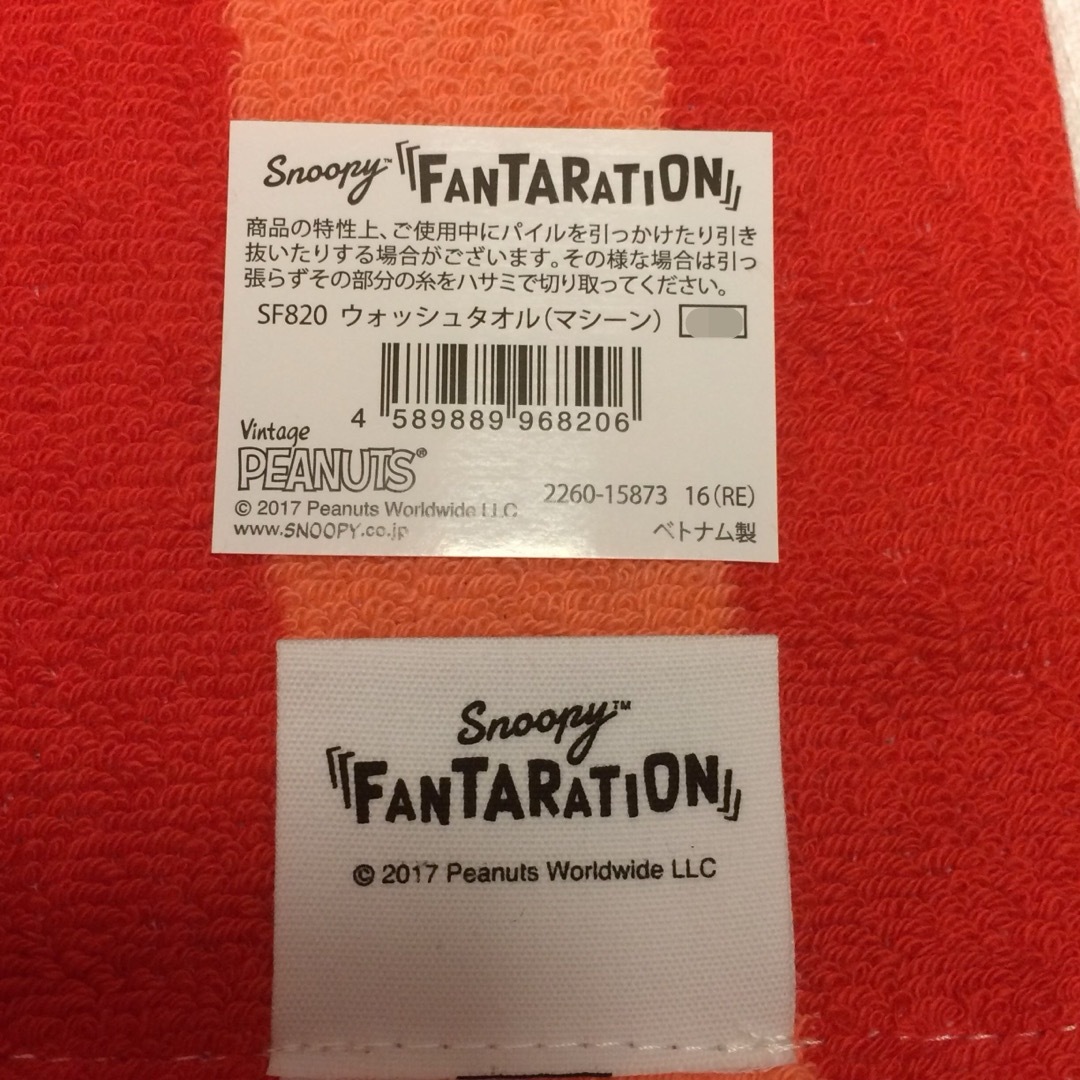 Snoopy™ 『FANTARATION』
商品の特性上、ご使用中にパイルを引っかけたり引き
抜いたりする場合がございます。その様な場合は引っ
張らずその部分の糸をハサミで切り取ってください。
SF820 ウォッシュタオル(マシーン)
4 589889 968206
Vintage
PEANUTS®
2260-15873 16(RE)
© 2017 Peanuts Worldwide LLC
www.SNOOPY.co.jp
ベトナム製
Snoopy™
『FANTARATION』
© 2017 Peanuts Worldwide LLC